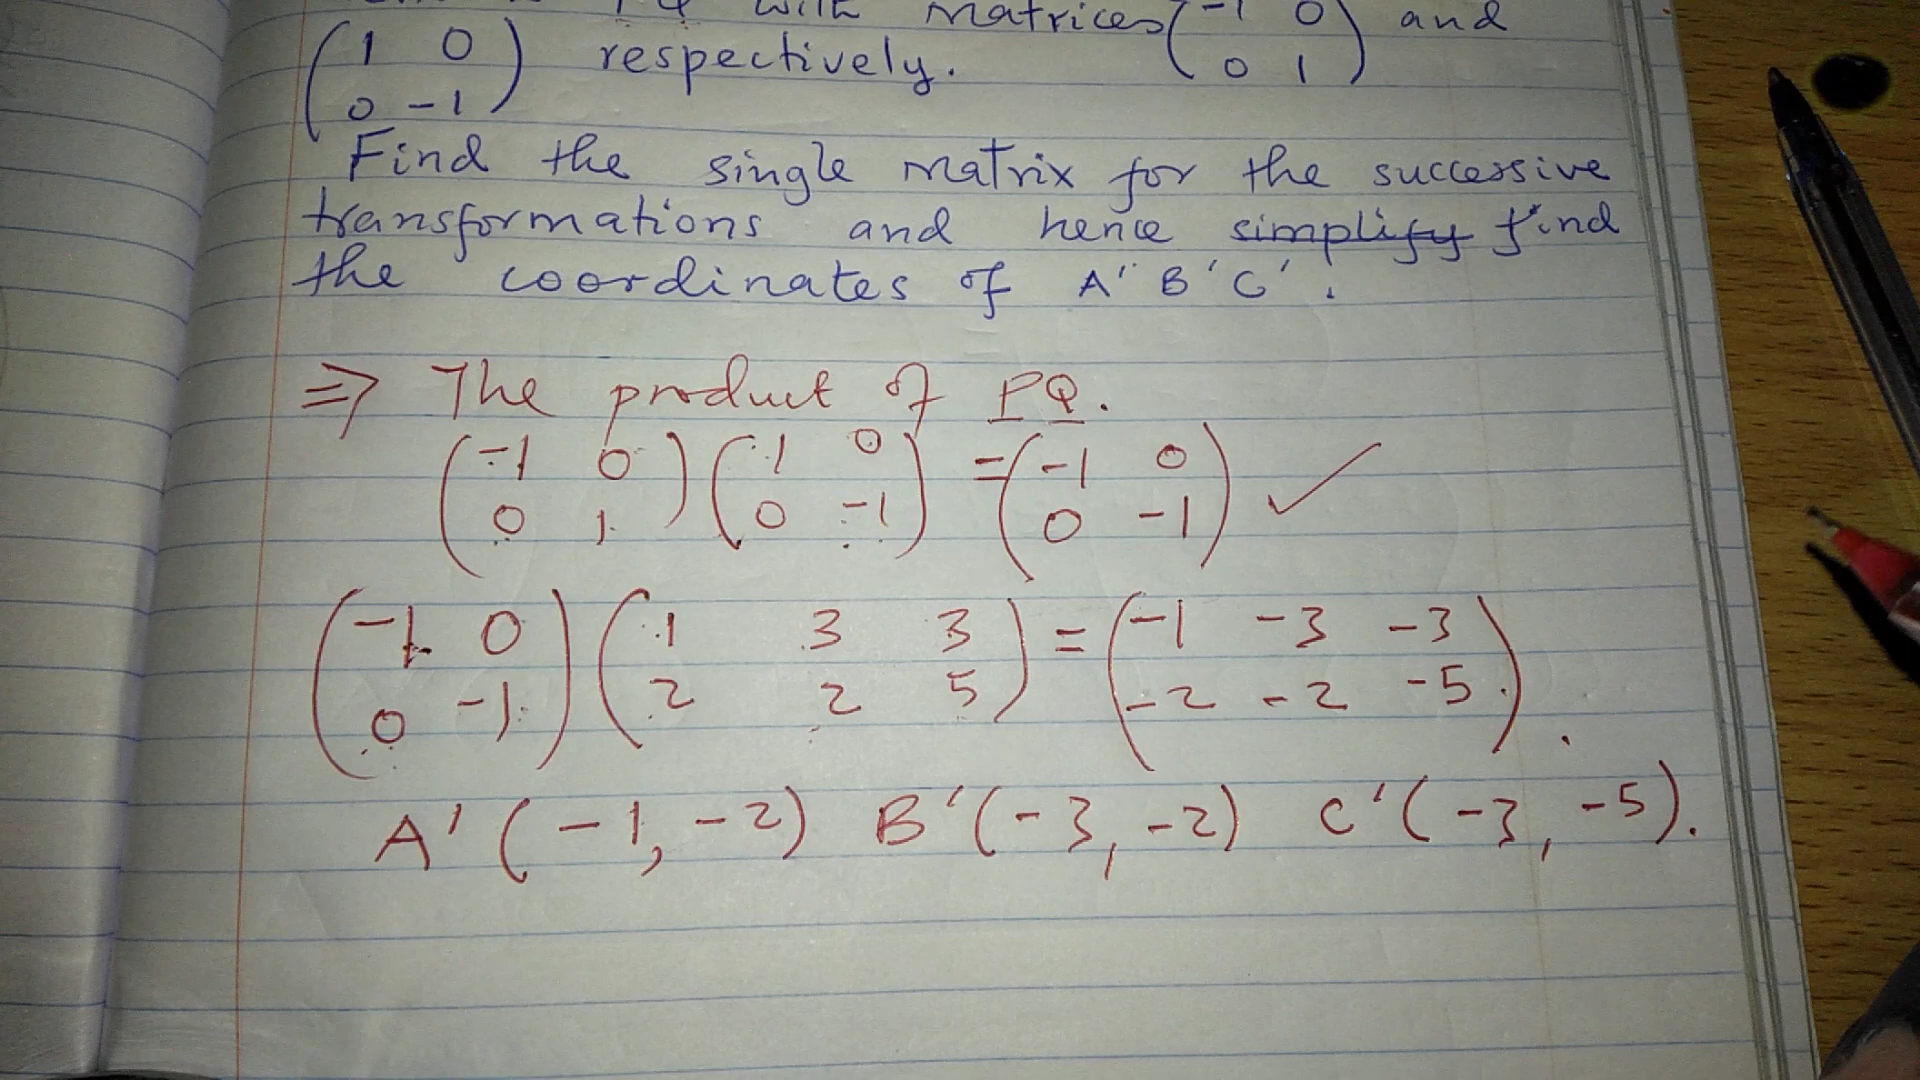 with matrices (-1 0 and
(1 0) respectively. 0 1)
0 -1
Find the single matrix for the successive
transformations and hence simplify find
the coordinates of A' B' C'.
⇒ The product of PQ.
(-1 0) (1 0) = (-1 0) ✓
0 1 0 -1 0 -1
(-1 0) (1 3 3) = (-1 -3 -3)
0 -1 2 2 5 -2 -2 -5 .
A' (-1, -2) B' (-3, -2) C' (-3, -5).